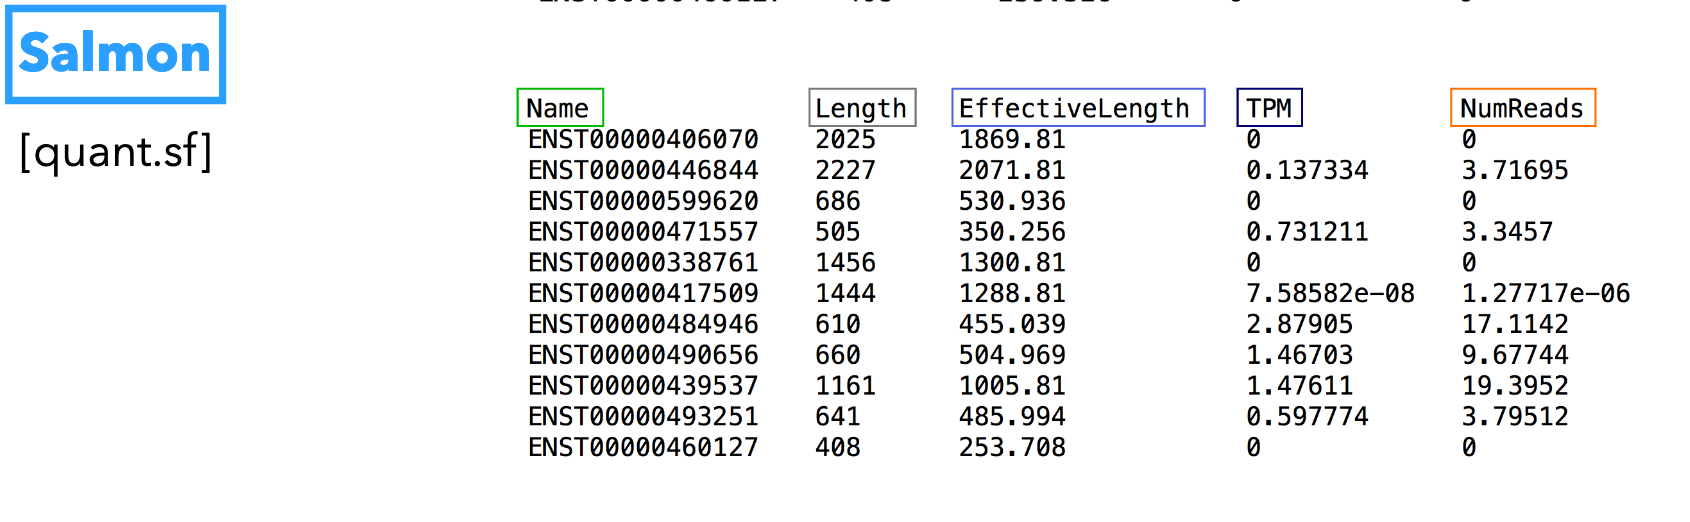 Salmon
[quant.sf]
Name Length EffectiveLength TPM NumReads
ENST00000406070 2025 1869.81 0 0
ENST00000446844 2227 2071.81 0.137334 3.71695
ENST00000599620 686 530.936 0 0
ENST00000471557 505 350.256 0.731211 3.3457
ENST00000338761 1456 1300.81 0 0
ENST00000417509 1444 1288.81 7.58582e-08 1.27717e-06
ENST00000484946 610 455.039 2.87905 17.1142
ENST00000490656 660 504.969 1.46703 9.67744
ENST00000439537 1161 1005.81 1.47611 19.3952
ENST00000493251 641 485.994 0.597774 3.79512
ENST00000460127 408 253.708 0 0